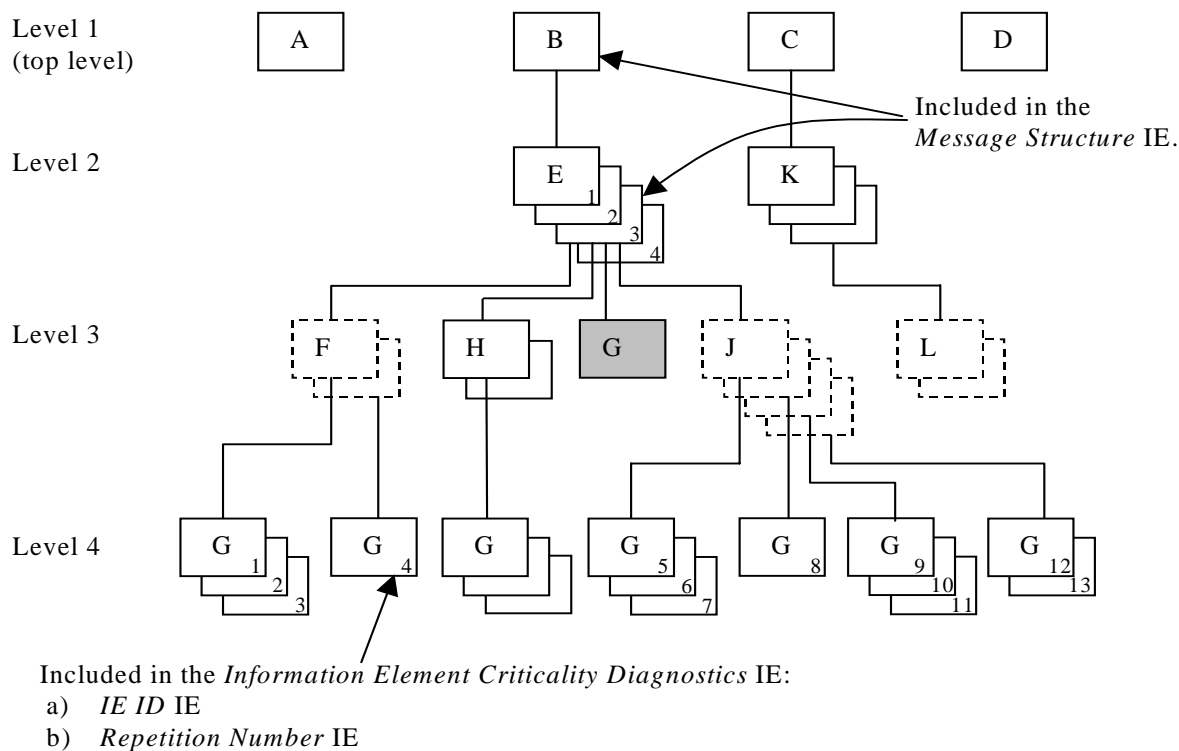 Level 1
(top level)
A
B
C
D
Included in the
Message Structure IE.
Level 2
E
1
2
3
4
K
Level 3
F
H
G
J
L
Level 4
G
1
2
3
G
4
G
G
5
6
7
G
8
G
9
10
11
G
12
13
Included in the Information Element Criticality Diagnostics IE:
a) IE ID IE
b) Repetition Number IE